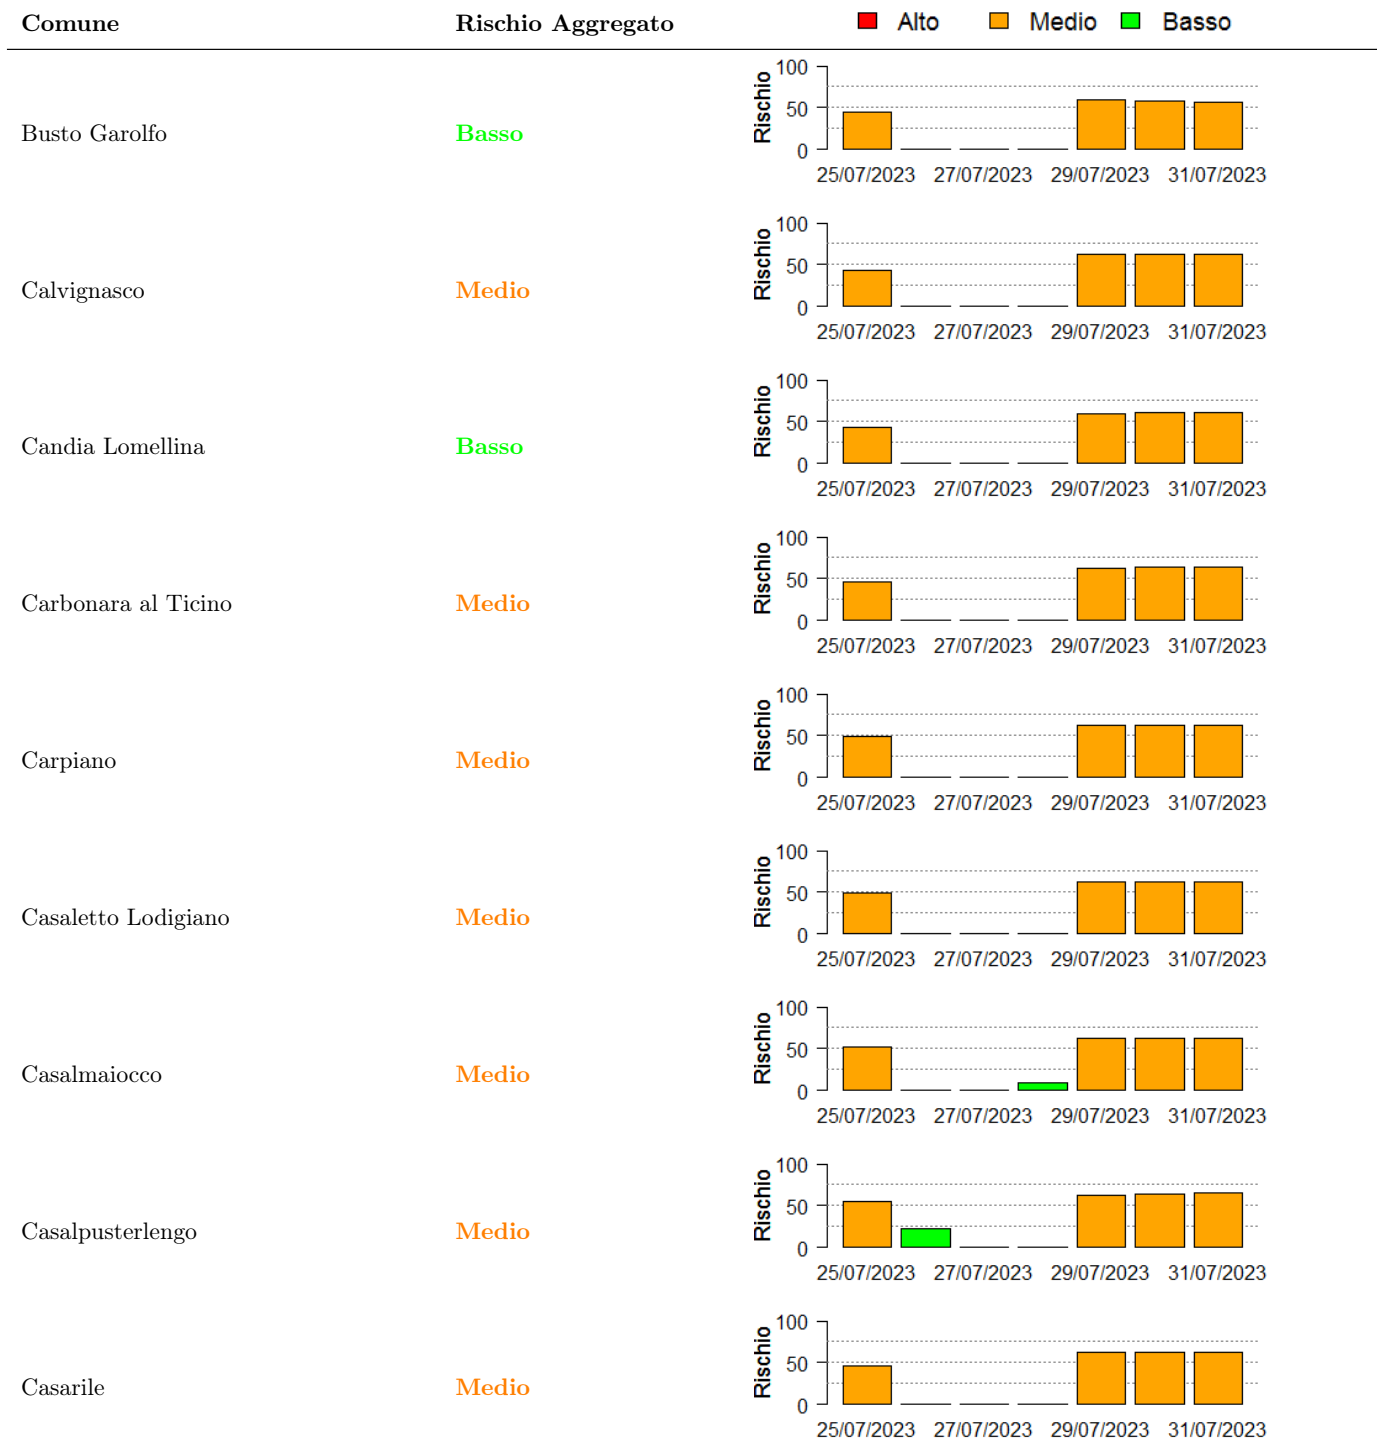 Comune Rischio Aggregato Alto Medio Basso
Busto Garolfo Basso Rischio 100 50 0
25/07/2023 27/07/2023 29/07/2023 31/07/2023
Calvignasco Medio Rischio 100 50 0
25/07/2023 27/07/2023 29/07/2023 31/07/2023
Candia Lomellina Basso Rischio 100 50 0
25/07/2023 27/07/2023 29/07/2023 31/07/2023
Carbonara al Ticino Medio Rischio 100 50 0
25/07/2023 27/07/2023 29/07/2023 31/07/2023
Carpiano Medio Rischio 100 50 0
25/07/2023 27/07/2023 29/07/2023 31/07/2023
Casaletto Lodigiano Medio Rischio 100 50 0
25/07/2023 27/07/2023 29/07/2023 31/07/2023
Casalmaiocco Medio Rischio 100 50 0
25/07/2023 27/07/2023 29/07/2023 31/07/2023
Casalpusterlengo Medio Rischio 100 50 0
25/07/2023 27/07/2023 29/07/2023 31/07/2023
Casarile Medio Rischio 100 50 0
25/07/2023 27/07/2023 29/07/2023 31/07/2023